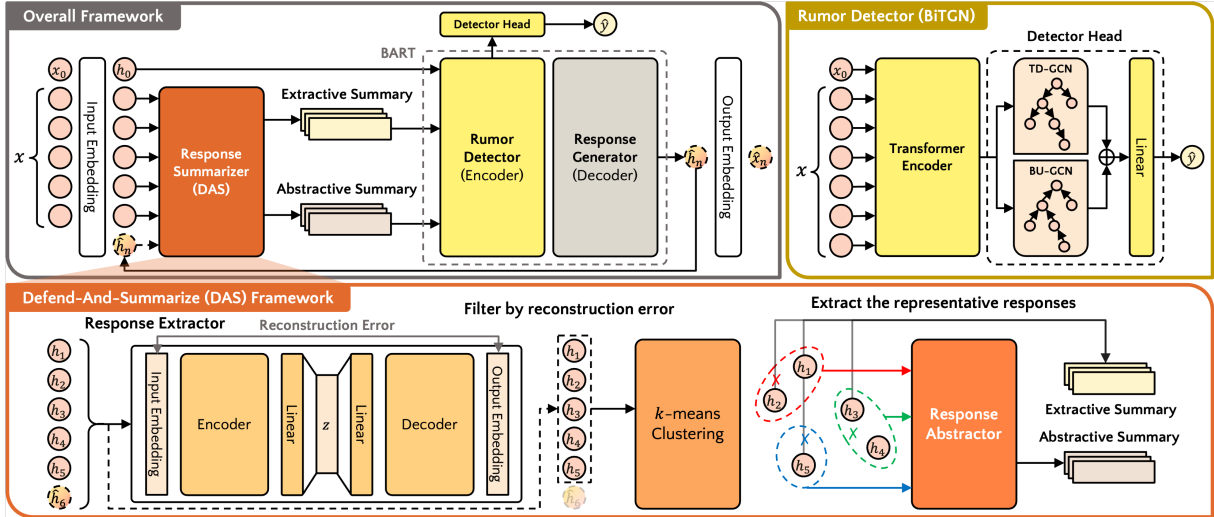 Overall Framework
Detector Head
ŷ
BART
x₀
h₀
x
Input Embedding
Response
Summarizer
(DAS)
Extractive Summary
Abstractive Summary
Rumor
Detector
(Encoder)
Response
Generator
(Decoder)
ĥₙ
Output Embedding
x̂ₙ
ĥₙ
Rumor Detector (BiTGN)
Detector Head
x₀
x
x₀
Transformer
Encoder
TD-GCN
BU-GCN
Linear
ŷ
Defend-And-Summarize (DAS) Framework
Response Extractor
Reconstruction Error
Filter by reconstruction error
Extract the representative responses
h₁
h₂
h₃
h₄
h₅
ĥ₆
Input Embedding
Encoder
Linear
z
Linear
Decoder
Output Embedding
h₁
h₂
h₃
h₄
h₅
ĥ₆
k-means
Clustering
h₁
h₂
h₃
h₄
h₅
Response
Abstractor
Extractive Summary
Abstractive Summary